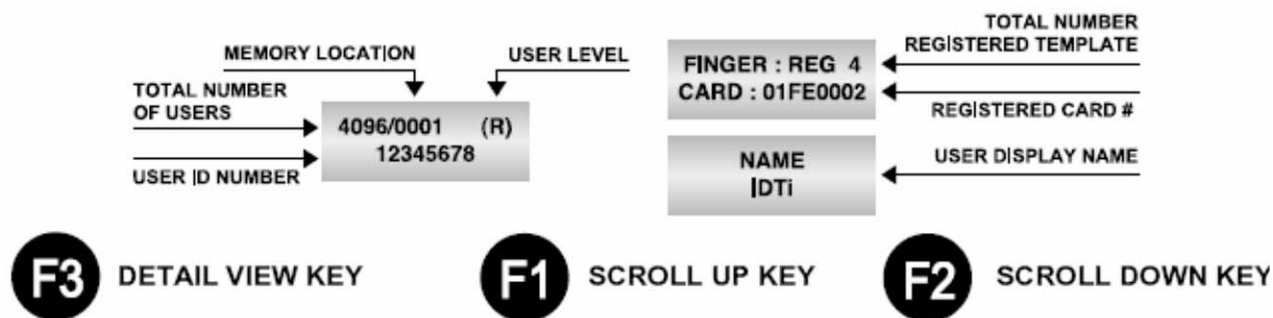 MEMORY LOCATION
USER LEVEL
TOTAL NUMBER
OF USERS
4096/0001 (R)
12345678
USER ID NUMBER
TOTAL NUMBER
REGISTERED TEMPLATE
FINGER : REG 4
CARD : 01FE0002
REGISTERED CARD #
NAME
IDTi
USER DISPLAY NAME
F3 DETAIL VIEW KEY
F1 SCROLL UP KEY
F2 SCROLL DOWN KEY